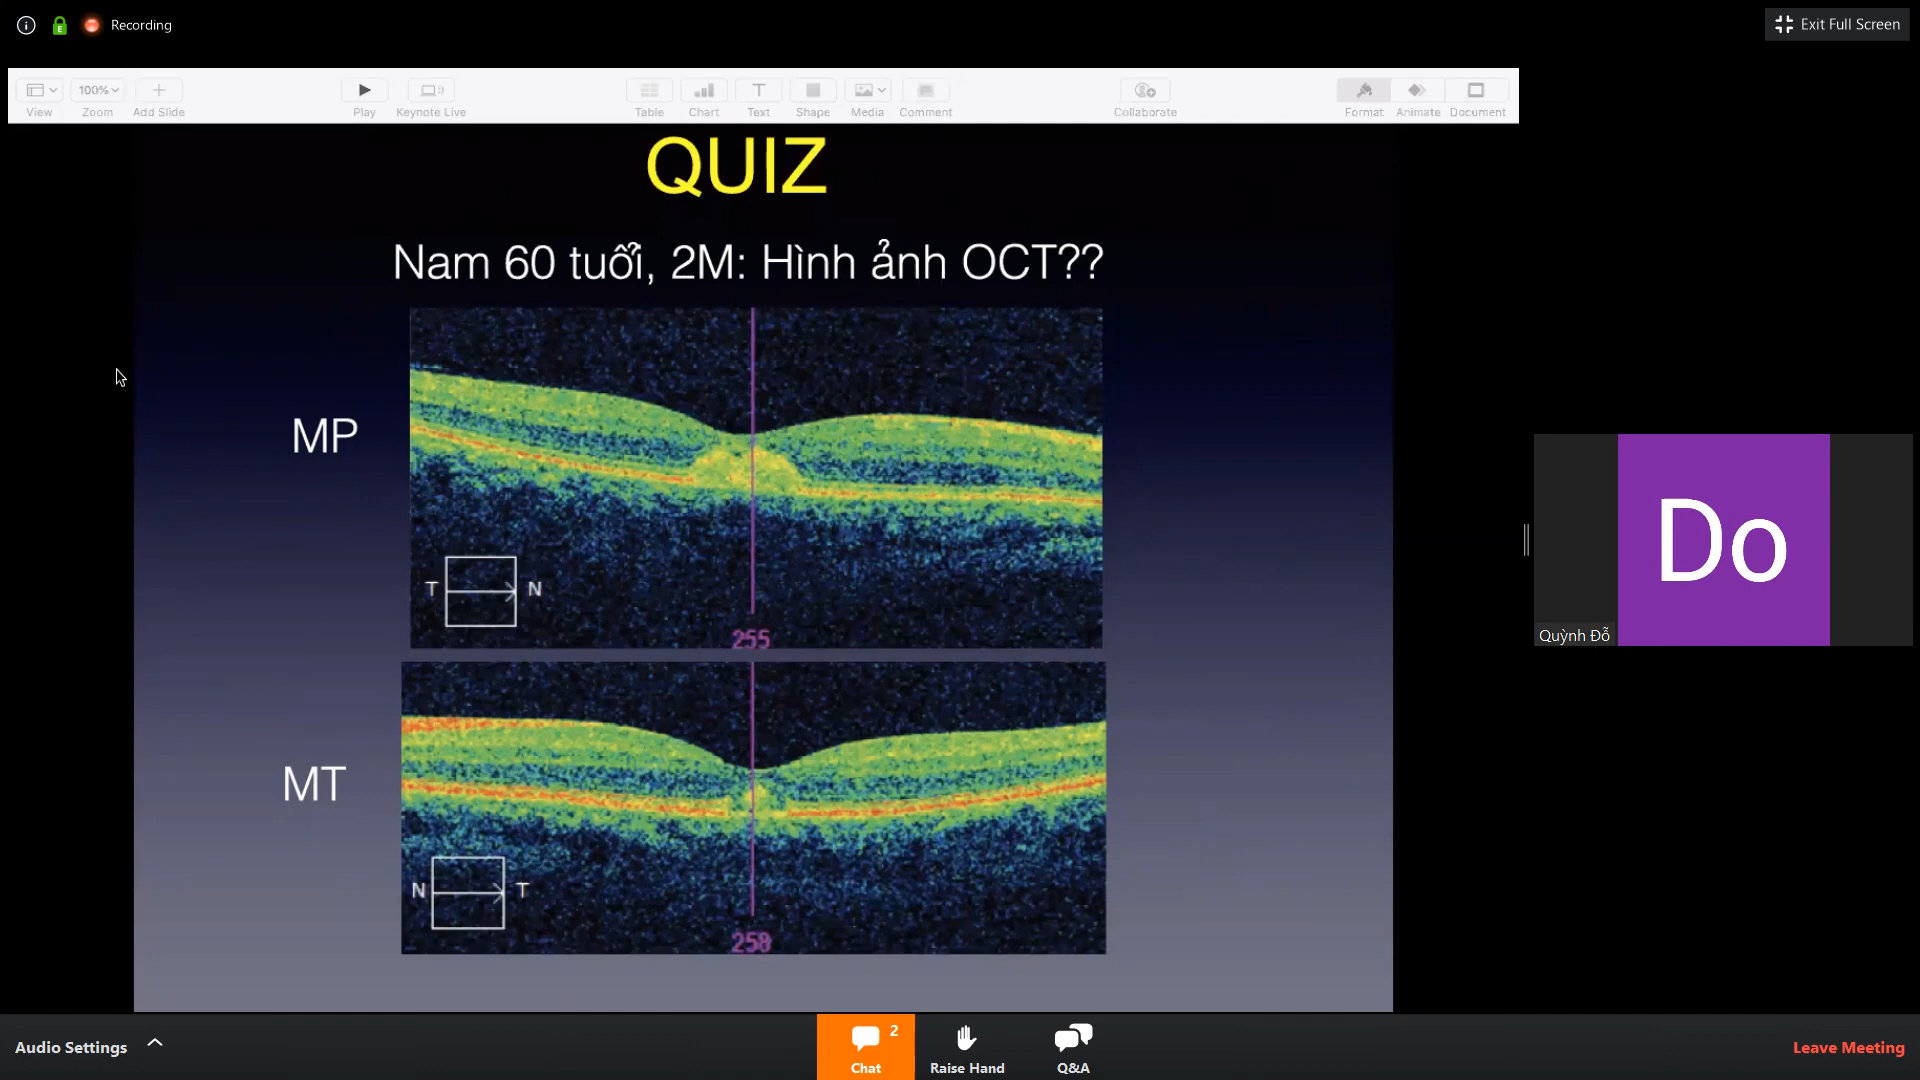 Recording
Exit Full Screen
100%
View
Zoom
Add Slide
Play
Keynote Live
Table
Chart
Text
Shape
Media
Comment
Collaborate
Format
Animate
Document
QUIZ
Nam 60 tuổi, 2M: Hình ảnh OCT??
MP
T
N
255
MT
N
T
258
Do
Quỳnh Đỗ
Audio Settings
2
Chat
Raise Hand
Q&A
Leave Meeting